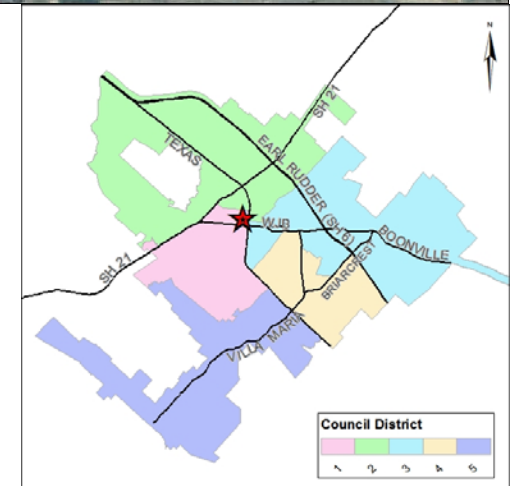 N
SH 21
TEXAS
EARL RUDDER (SH 6)
WJB
BOONVILLE
SH 21
BRIARCREST
VILLA MARIA
Council District
1 2 3 4 5